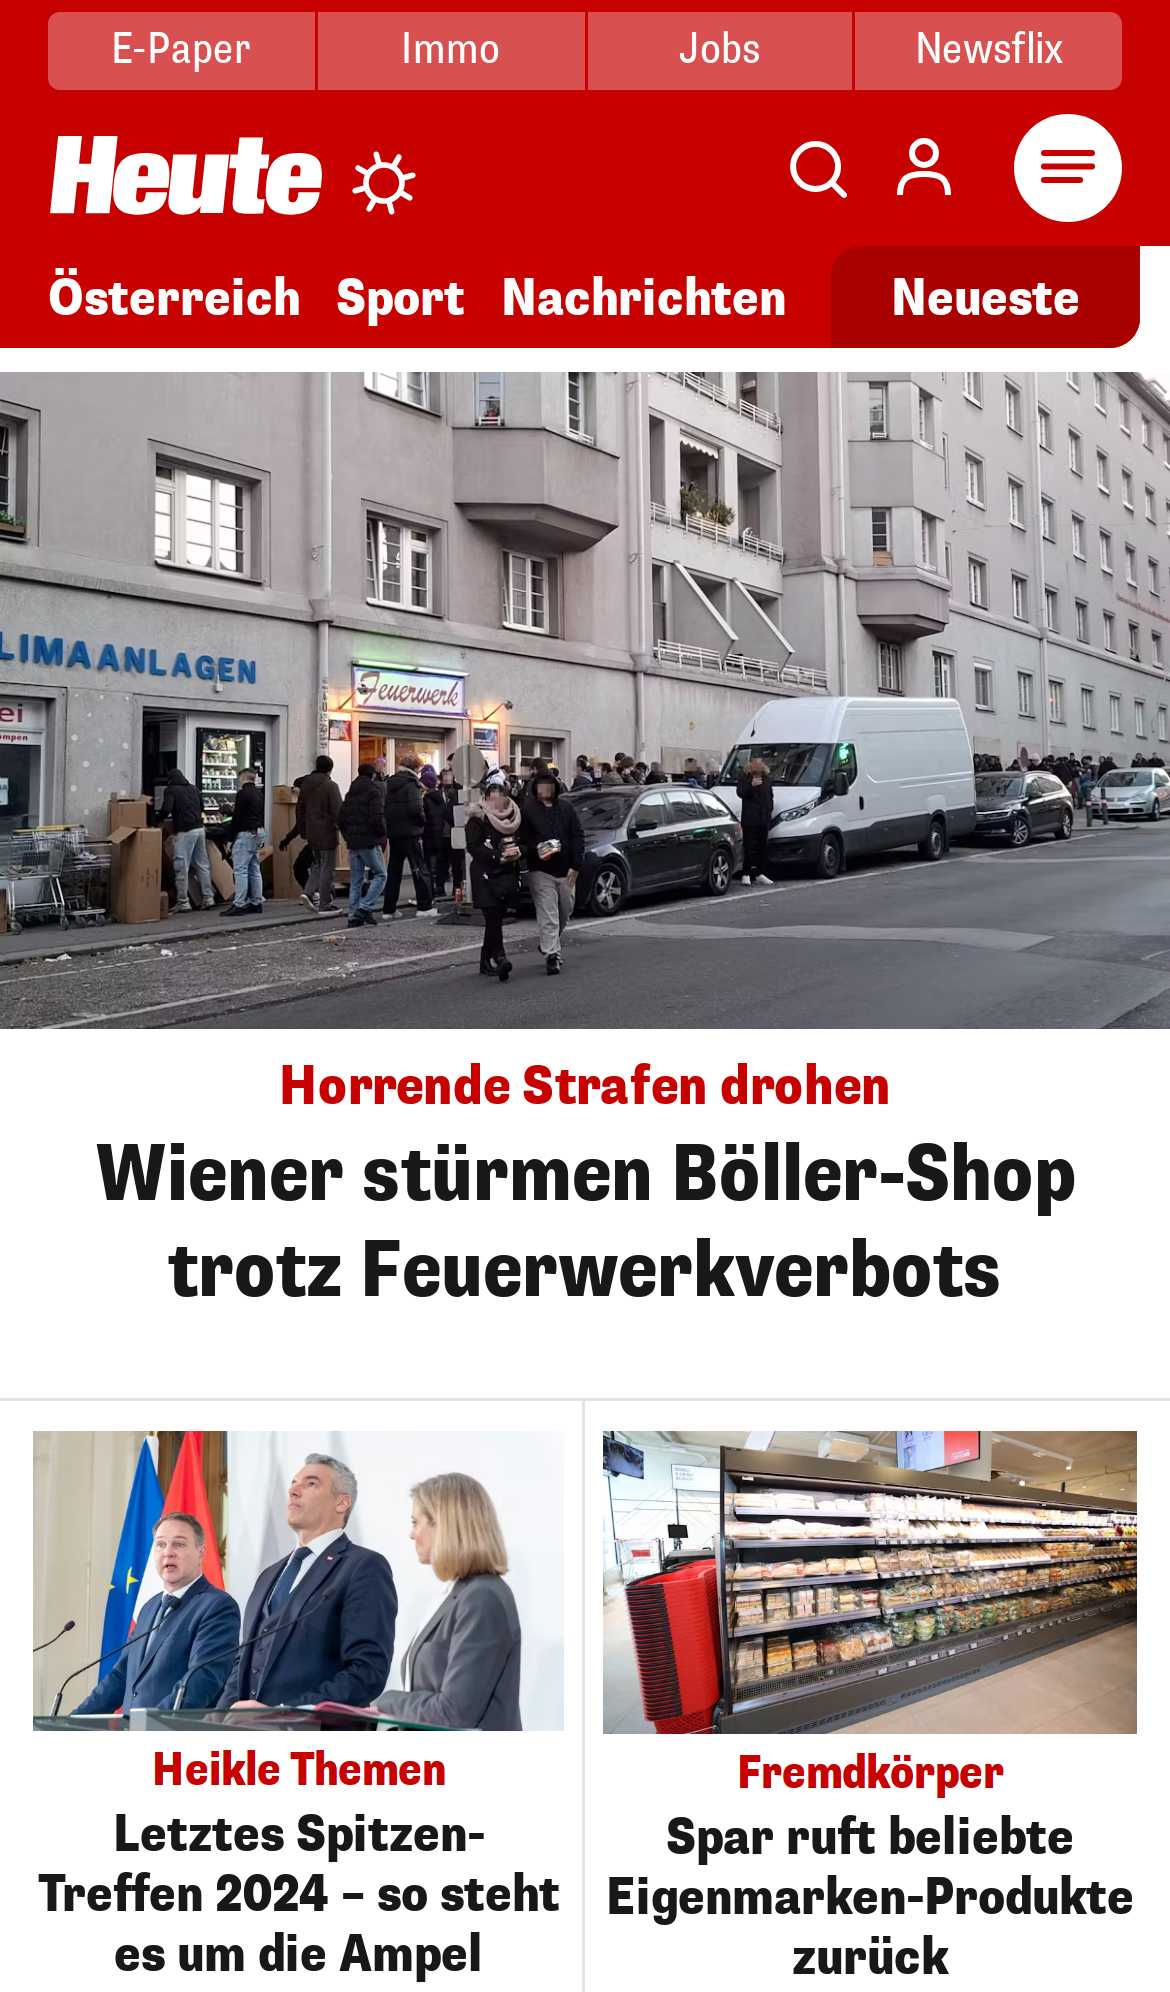 E-Paper Immo Jobs Newsflix
Heute
Österreich Sport Nachrichten Neueste
LIMAANLAGEN
Feuerwerk
ei
Horrende Strafen drohen
Wiener stürmen Böller-Shop
trotz Feuerwerkverbots
Heikle Themen
Letztes Spitzen-
Treffen 2024 – so steht
es um die Ampel
Fremdkörper
Spar ruft beliebte
Eigenmarken-Produkte
zurück